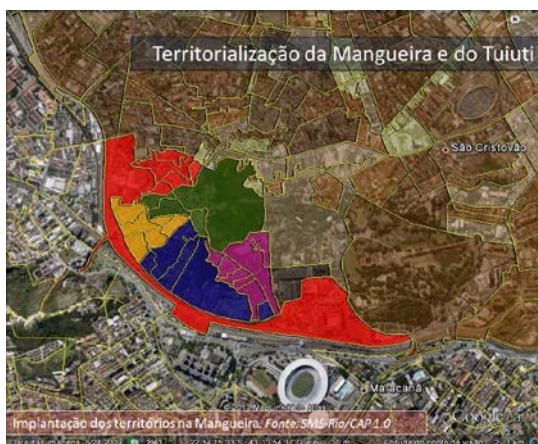 Territorialização da Mangueira e do Tuiuti
São Cristovão
Maracanã
Google
Implantação dos territórios na Mangueira. Fonte: SMS-Rio/CAP 1.0